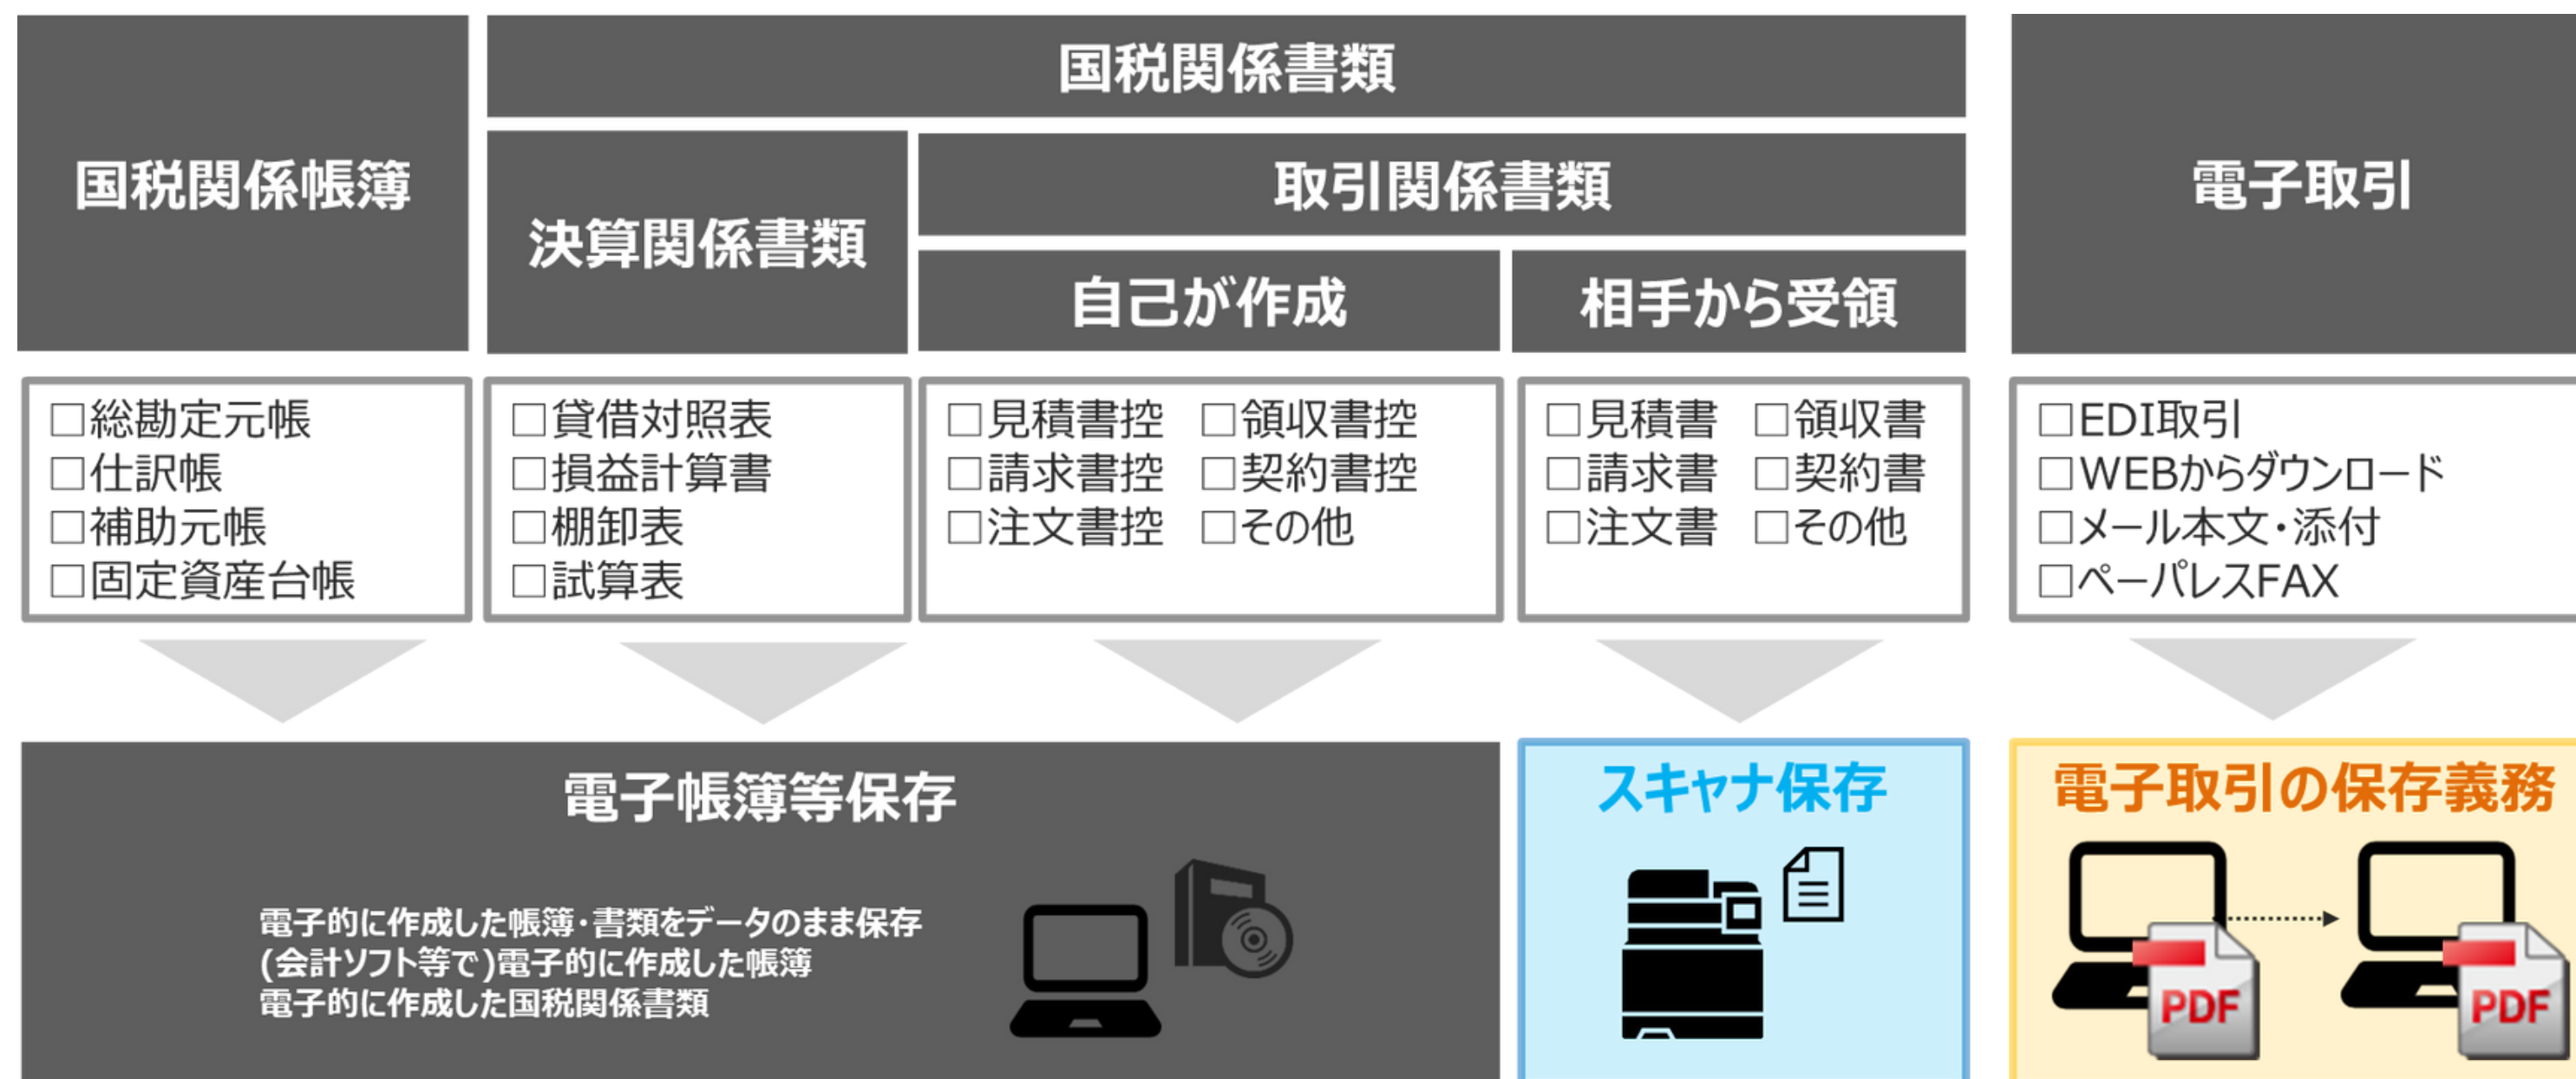 国税関係帳簿
国税関係書類
決算関係書類
取引関係書類
自己が作成
相手から受領
電子取引
□総勘定元帳
□仕訳帳
□補助元帳
□固定資産台帳
□貸借対照表
□損益計算書
□棚卸表
□試算表
□見積書控 □領収書控
□請求書控 □契約書控
□注文書控 □その他
□見積書 □領収書
□請求書 □契約書
□注文書 □その他
□EDI取引
□WEBからダウンロード
□メール本文・添付
□ペーパレスFAX
電子帳簿等保存
電子的に作成した帳簿・書類をデータのまま保存
(会計ソフト等で)電子的に作成した帳簿
電子的に作成した国税関係書類
スキャナ保存
電子取引の保存義務
PDF
PDF